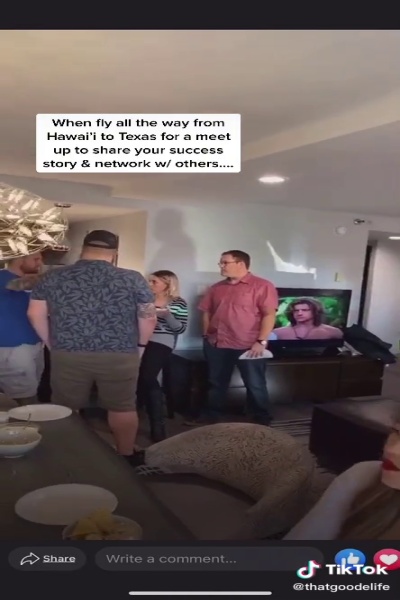 When fly all the way from
Hawai'i to Texas for a meet
up to share your success
story & network w/ others....
Share
Write a comment...
TikTok
@thatgoodelife